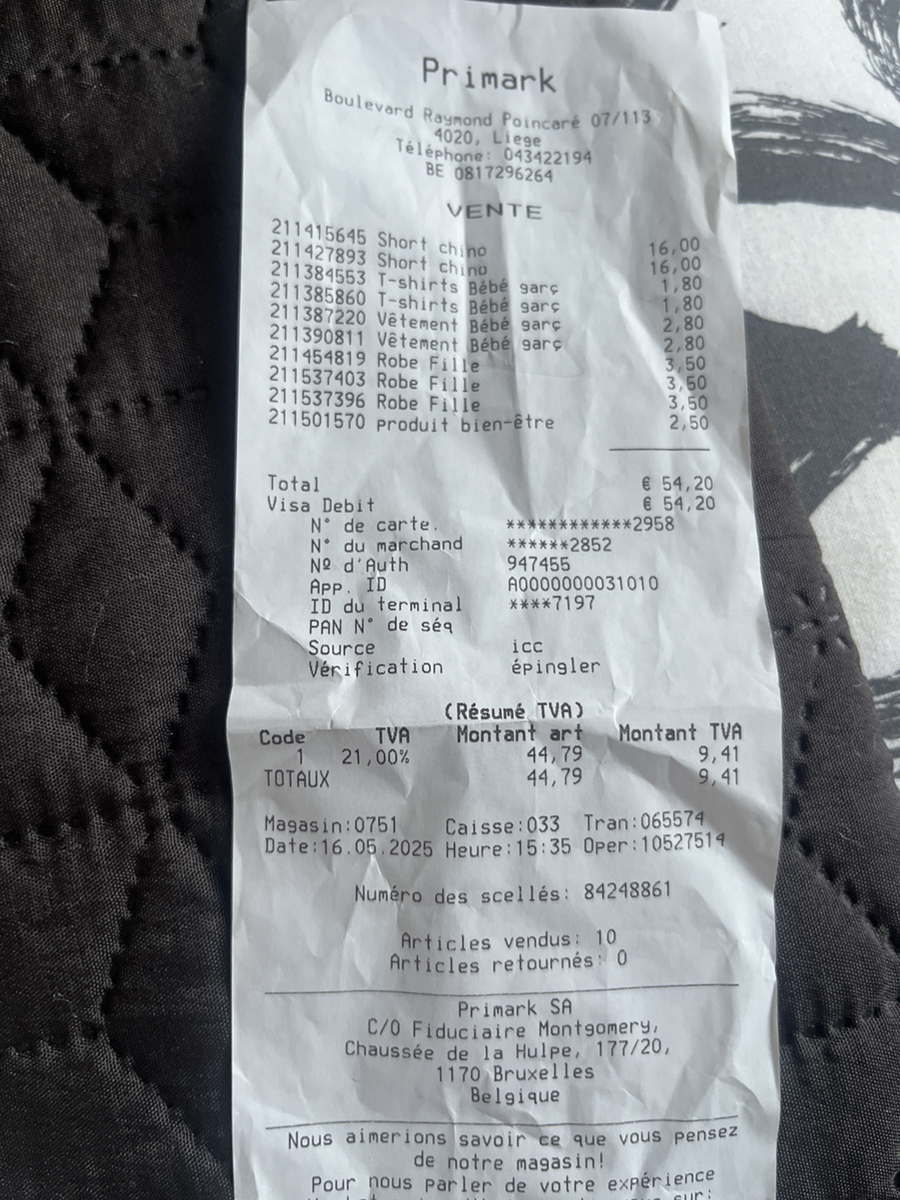 Primark
Boulevard Raymond Poincaré 07/113
4020, Liege
Téléphone: 043422194
BE 0817296264
VENTE
211415645 Short chino 16,00
211427893 Short chino 16,00
211384553 T-shirts Bébé garç 1,80
211385860 T-shirts Bébé garç 1,80
211387220 Vêtement Bébé garç 2,80
211390811 Vêtement Bébé garç 2,80
211454819 Robe Fille 3,50
211537403 Robe Fille 3,50
211537396 Robe Fille 3,50
211501570 produit bien-être 2,50
Total € 54,20
Visa Debit € 54,20
N° de carte. ************2958
N° du marchand ******2852
Nº d'Auth 947455
App. ID A0000000031010
ID du terminal ****7197
PAN N° de séq
Source icc
Vérification épingler
(Résumé TVA)
Code TVA Montant art Montant TVA
1 21,00% 44,79 9,41
TOTAUX 44,79 9,41
Magasin:0751 Caisse:033 Tran:065574
Date:16.05.2025 Heure:15:35 Oper:10527514
Numéro des scellés: 84248861
Articles vendus: 10
Articles retournés: 0
Primark SA
C/O Fiduciaire Montgomery,
Chaussée de la Hulpe, 177/20,
1170 Bruxelles
Belgique
Nous aimerions savoir ce que vous pensez
de notre magasin!
Pour nous parler de votre expérience
sur: